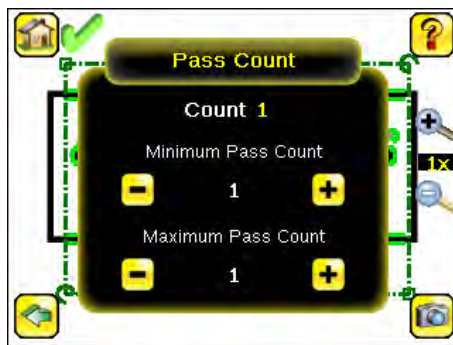 Pass Count
Count 1
Minimum Pass Count
1
1x
Maximum Pass Count
1